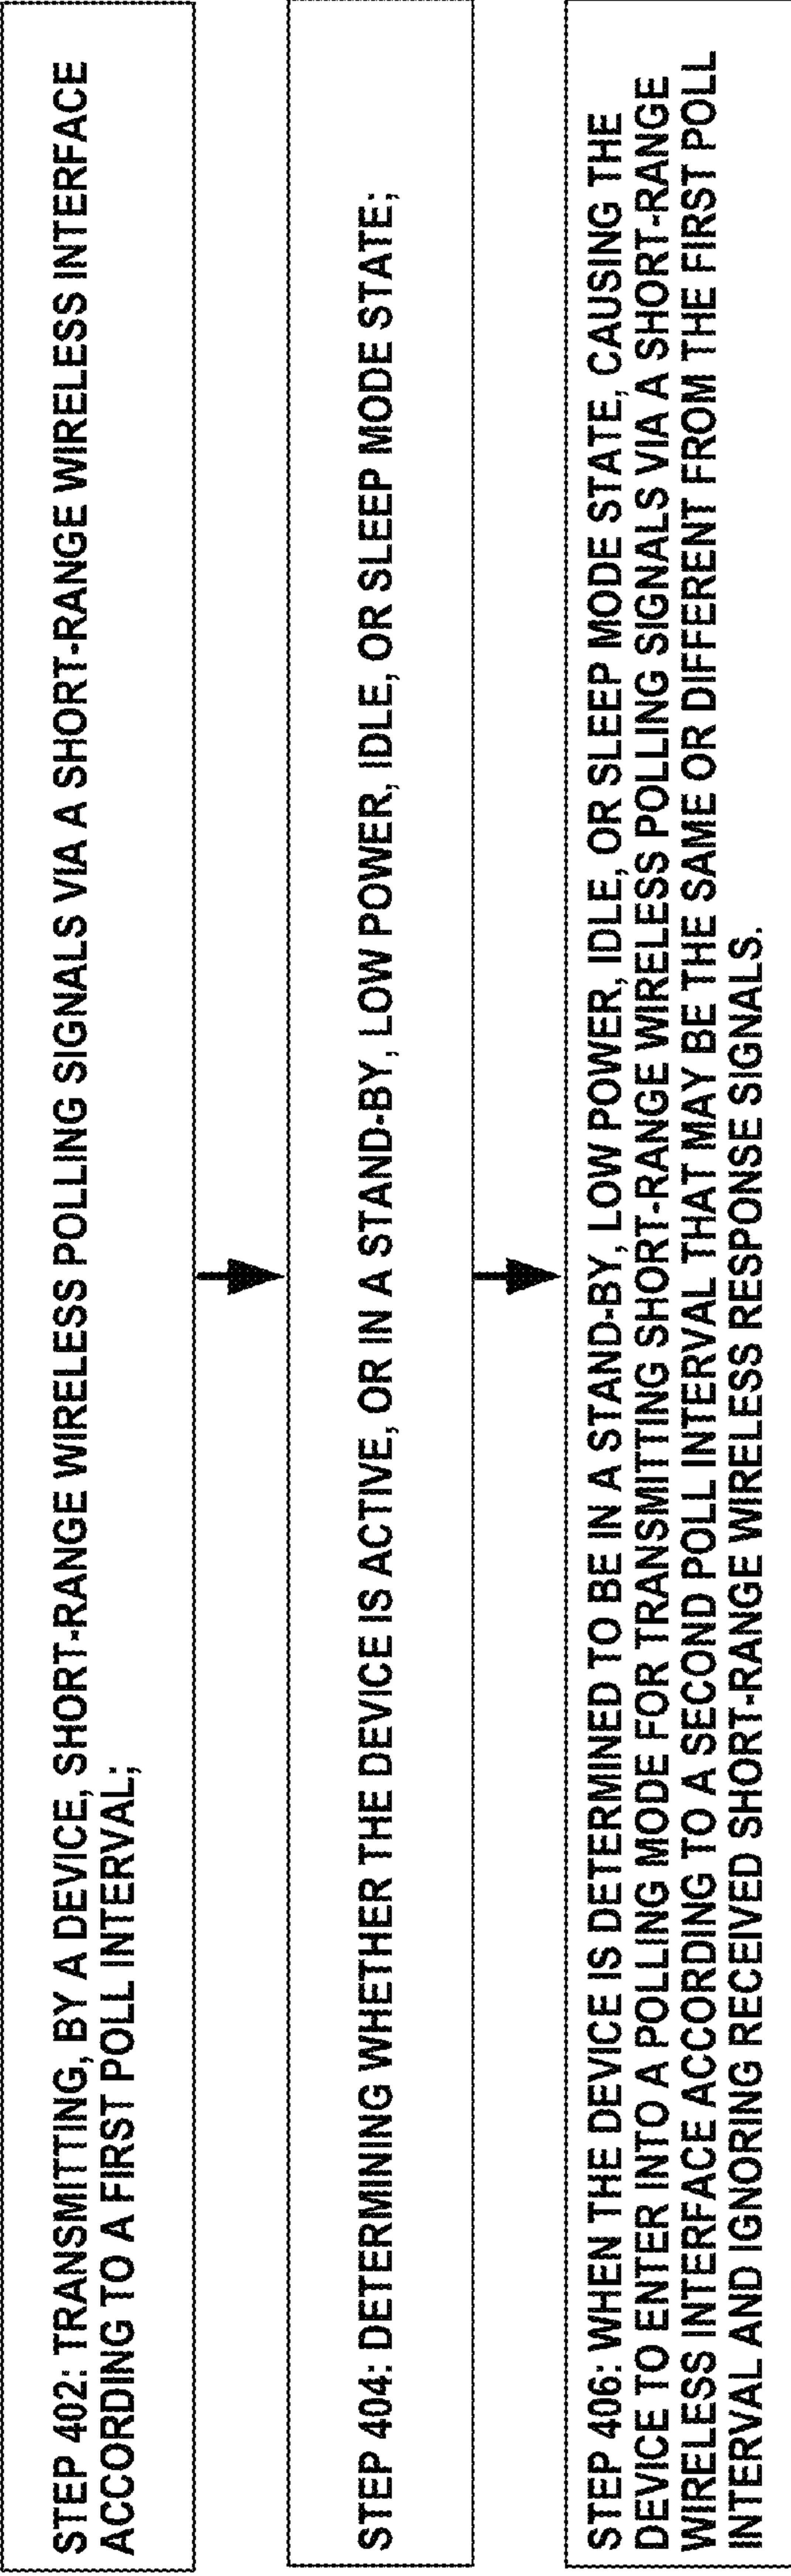 STEP 402: TRANSMITTING, BY A DEVICE, SHORT-RANGE WIRELESS POLLING SIGNALS VIA A SHORT-RANGE WIRELESS INTERFACE
ACCORDING TO A FIRST POLL INTERVAL;
STEP 404: DETERMINING WHETHER THE DEVICE IS ACTIVE, OR IN A STAND-BY, LOW POWER, IDLE, OR SLEEP MODE STATE;
STEP 406: WHEN THE DEVICE IS DETERMINED TO BE IN A STAND-BY, LOW POWER, IDLE, OR SLEEP MODE STATE, CAUSING THE
DEVICE TO ENTER INTO A POLLING MODE FOR TRANSMITTING SHORT-RANGE WIRELESS POLLING SIGNALS VIA A SHORT-RANGE
WIRELESS INTERFACE ACCORDING TO A SECOND POLL INTERVAL THAT MAY BE THE SAME OR DIFFERENT FROM THE FIRST POLL
INTERVAL AND IGNORING RECEIVED SHORT-RANGE WIRELESS RESPONSE SIGNALS.